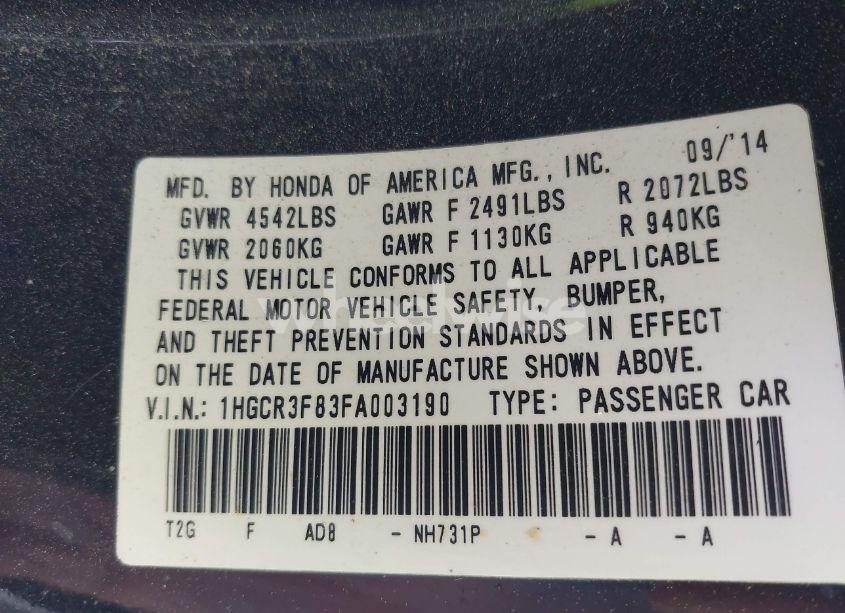 MFD. BY HONDA OF AMERICA MFG., INC. 09/'14
GVWR 4542LBS GAWR F 2491LBS R 2072LBS
GVWR 2060KG GAWR F 1130KG R 940KG
THIS VEHICLE CONFORMS TO ALL APPLICABLE
FEDERAL MOTOR VEHICLE SAFETY, BUMPER,
AND THEFT PREVENTION STANDARDS IN EFFECT
ON THE DATE OF MANUFACTURE SHOWN ABOVE.
V.I.N.: 1HGCR3F83FA003190 TYPE: PASSENGER CAR
T2G F AD8 - NH731P - A - A